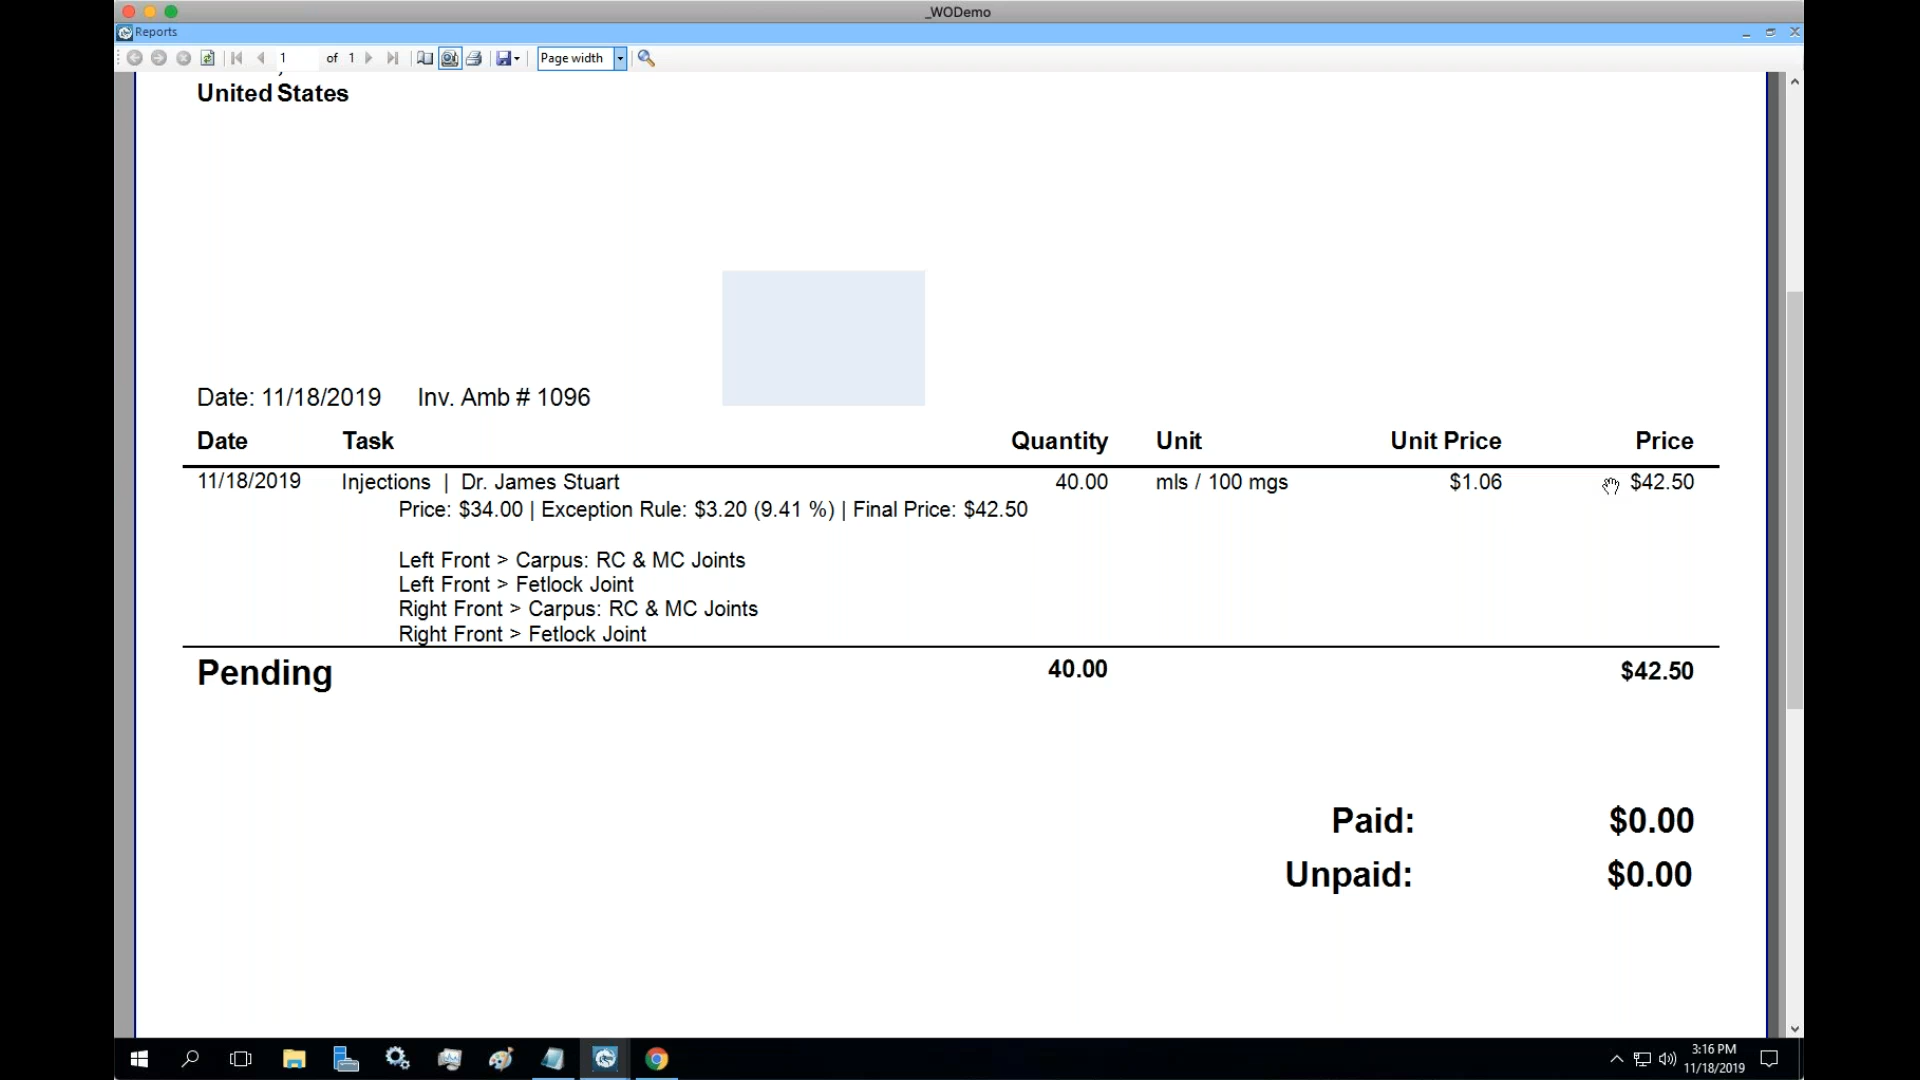 _WODemo
Reports
1 of 1 Page width
United States
Date: 11/18/2019 Inv. Amb # 1096
Date Task Quantity Unit Unit Price Price
11/18/2019 Injections | Dr. James Stuart 40.00 mls / 100 mgs $1.06 $42.50
Price: $34.00 | Exception Rule: $3.20 (9.41 %) | Final Price: $42.50
Left Front > Carpus: RC & MC Joints
Left Front > Fetlock Joint
Right Front > Carpus: RC & MC Joints
Right Front > Fetlock Joint
Pending 40.00 $42.50
Paid: $0.00
Unpaid: $0.00
3:16 PM
11/18/2019